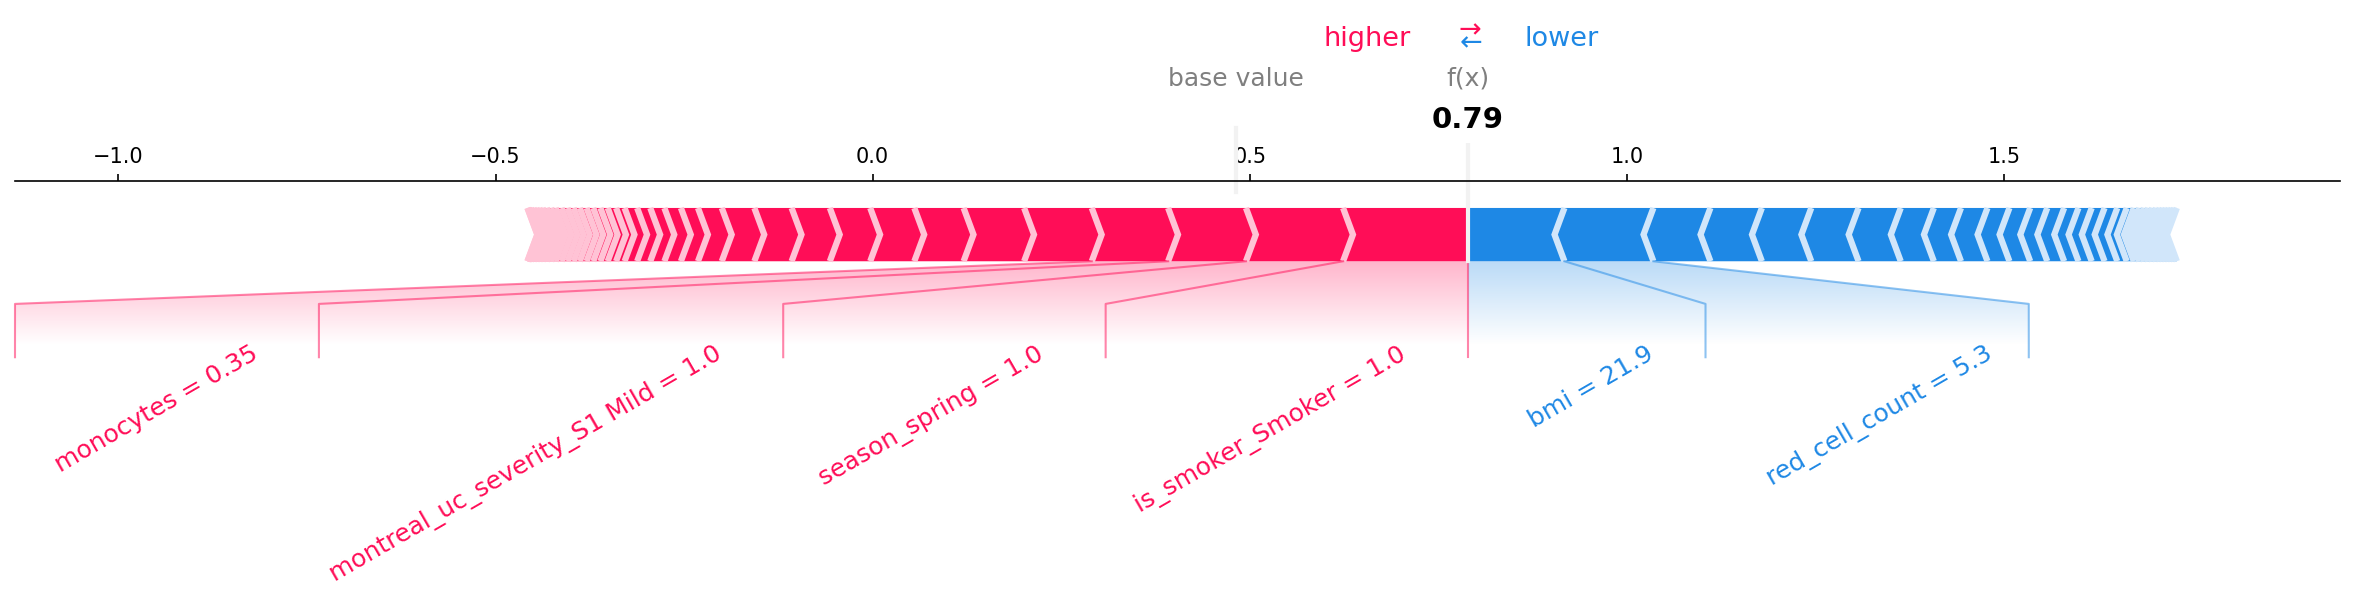 higher ⇄ lower
base value f(x)
0.79
−1.0 −0.5 0.0 0.5 1.0 1.5
monocytes = 0.35
montreal_uc_severity_S1 Mild = 1.0
season_spring = 1.0
is_smoker_Smoker = 1.0
bmi = 21.9
red_cell_count = 5.3